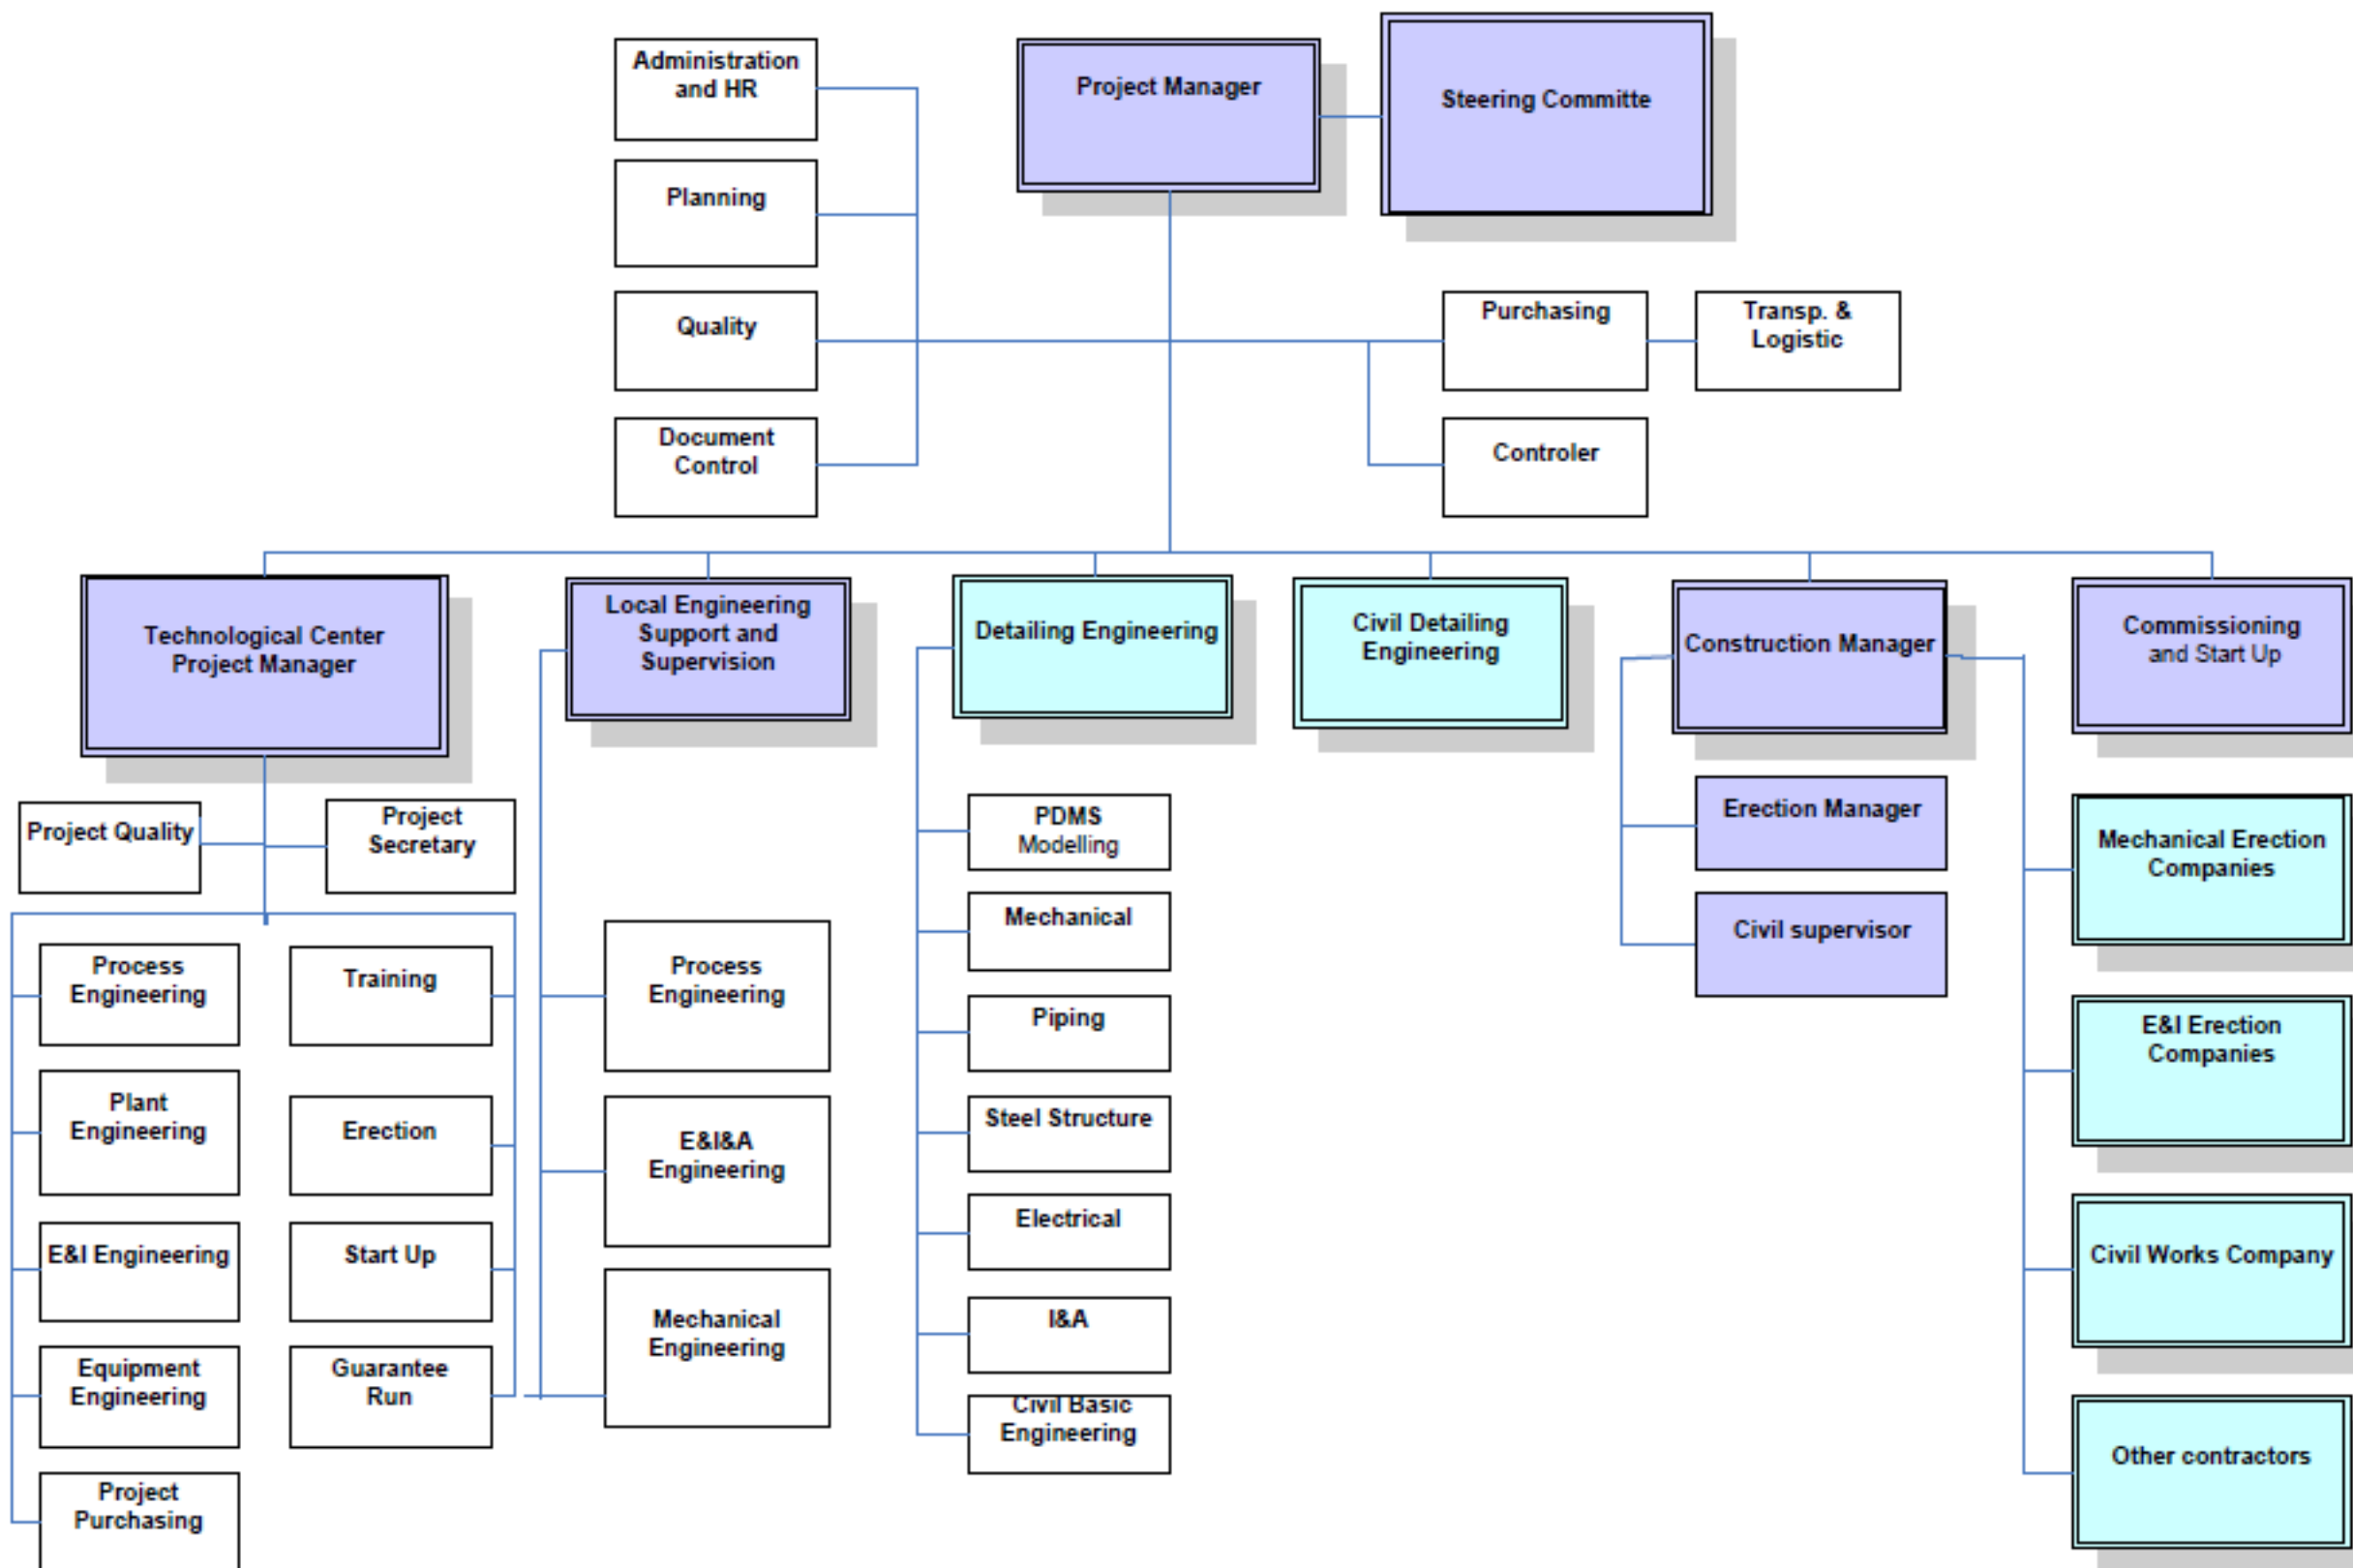 Administration
and HR
Project Manager
Steering Committe
Planning
Quality
Purchasing
Transp. &
Logistic
Document
Control
Controler
Technological Center
Project Manager
Local Engineering
Support and
Supervision
Detailing Engineering
Civil Detailing
Engineering
Construction Manager
Commissioning
and Start Up
Project Quality
Project
Secretary
Process
Engineering
Training
Plant
Engineering
Erection
E&I Engineering
Start Up
Equipment
Engineering
Guarantee
Run
Project
Purchasing
Process
Engineering
E&I&A
Engineering
Mechanical
Engineering
PDMS
Modelling
Mechanical
Piping
Steel Structure
Electrical
I&A
Civil Basic
Engineering
Erection Manager
Civil supervisor
Mechanical Erection
Companies
E&I Erection
Companies
Civil Works Company
Other contractors